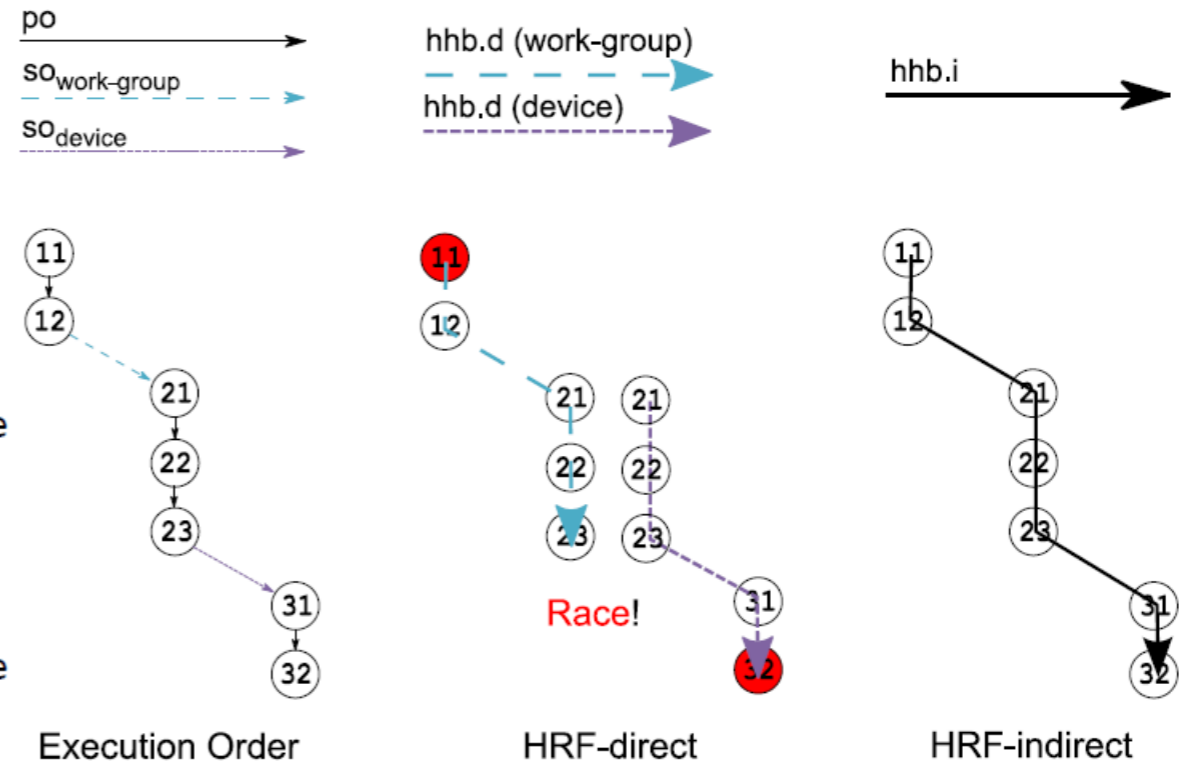 po
so work-group
so device
hhb.d (work-group)
hhb.d (device)
hhb.i
11
12
21
22
23
31
32
Execution Order
11
12
21
21
22
22
23
23
31
32
Race!
HRF-direct
11
12
21
22
23
31
32
HRF-indirect
e
e